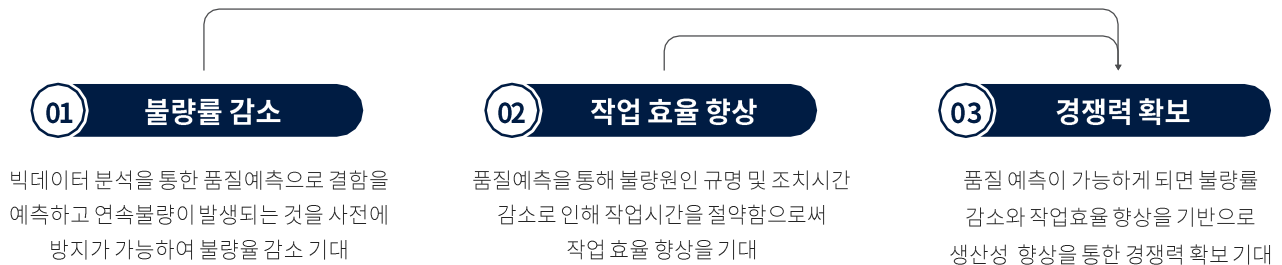 01 불량률 감소
빅데이터 분석을 통한 품질예측으로 결함을
예측하고 연속불량이 발생되는 것을 사전에
방지가 가능하여 불량율 감소 기대
02 작업 효율 향상
품질예측을 통해 불량원인 규명 및 조치시간
감소로 인해 작업시간을 절약함으로써
작업 효율 향상을 기대
03 경쟁력 확보
품질 예측이 가능하게 되면 불량률
감소와 작업효율 향상을 기반으로
생산성 향상을 통한 경쟁력 확보 기대